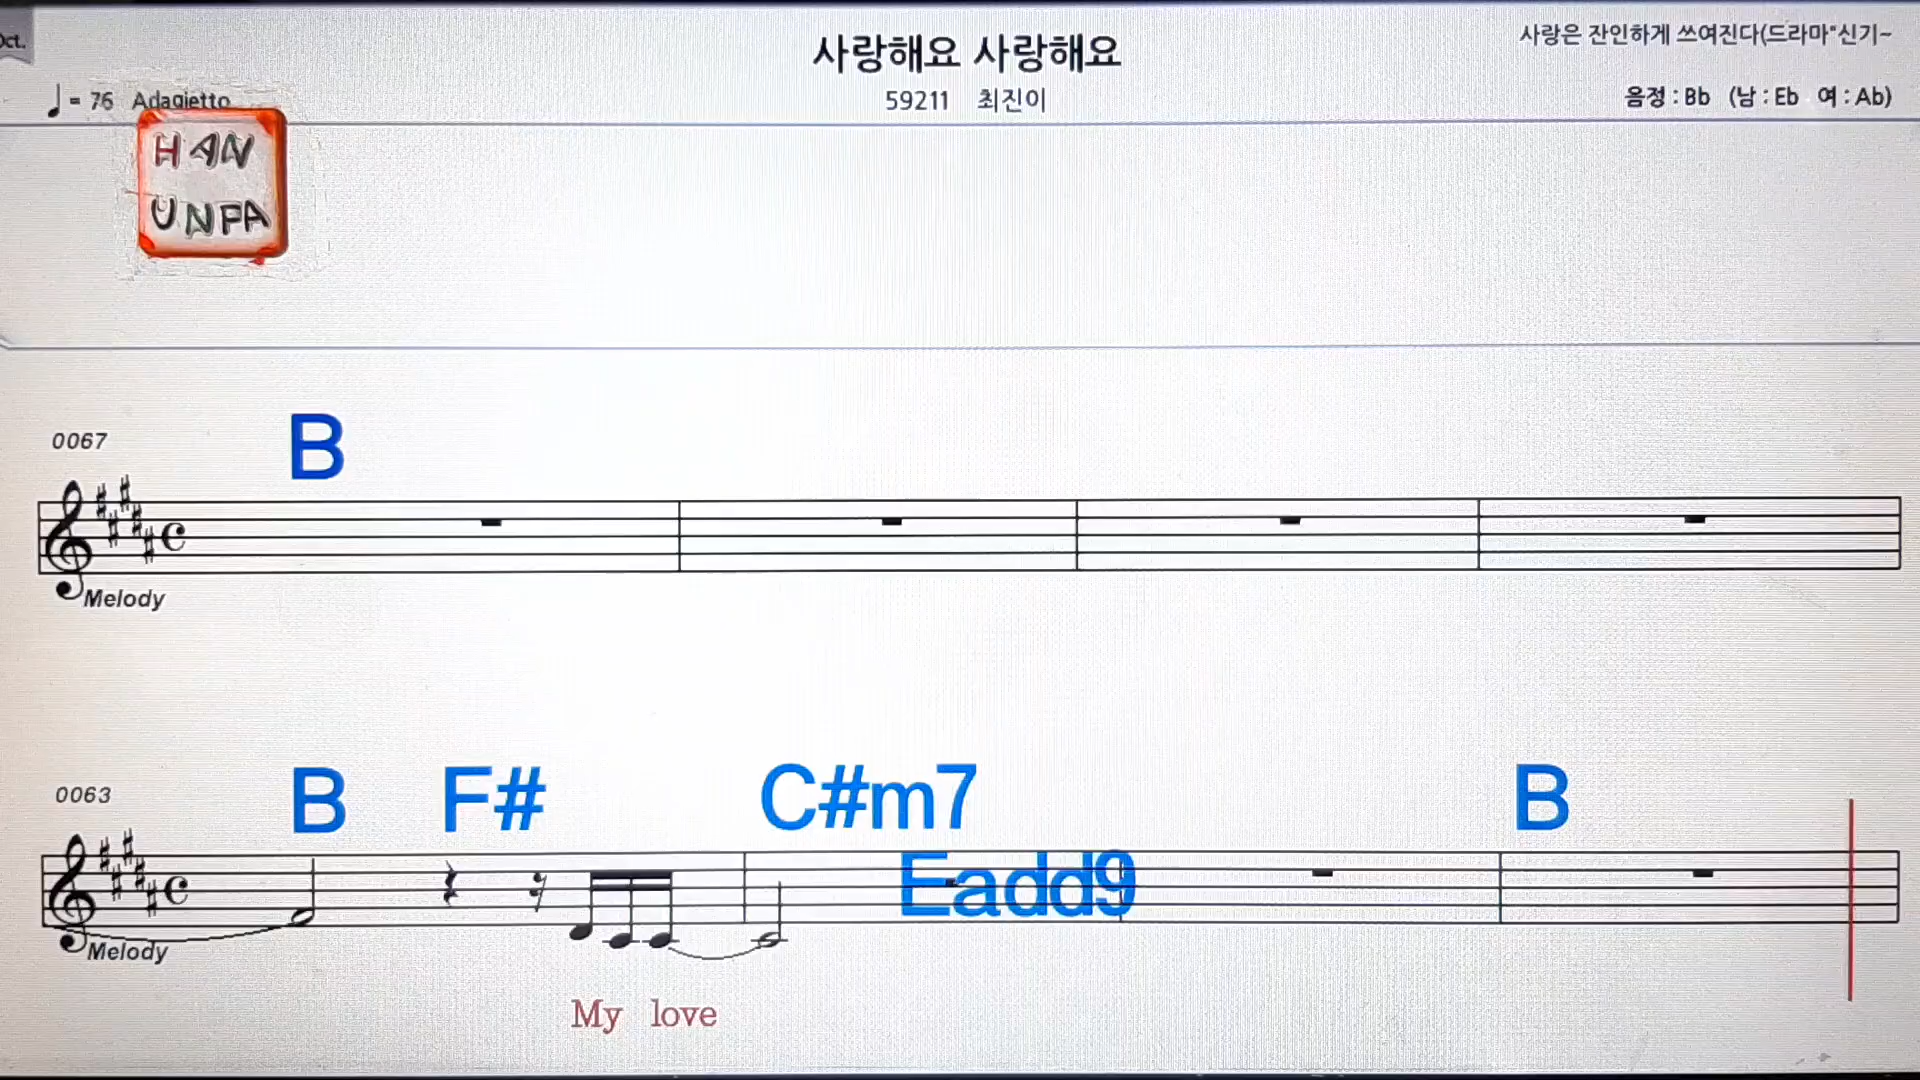 Oct.
사랑해요 사랑해요
사랑은 잔인하게 쓰여진다(드라마"신기~
♩= 76 Adagietto
59211 최진이
음정 : Bb (남 : Eb 여 : Ab)
HAN
UNPA
B
0067
Melody
B F# C#m7 B
0063
Eadd9
Melody
My love